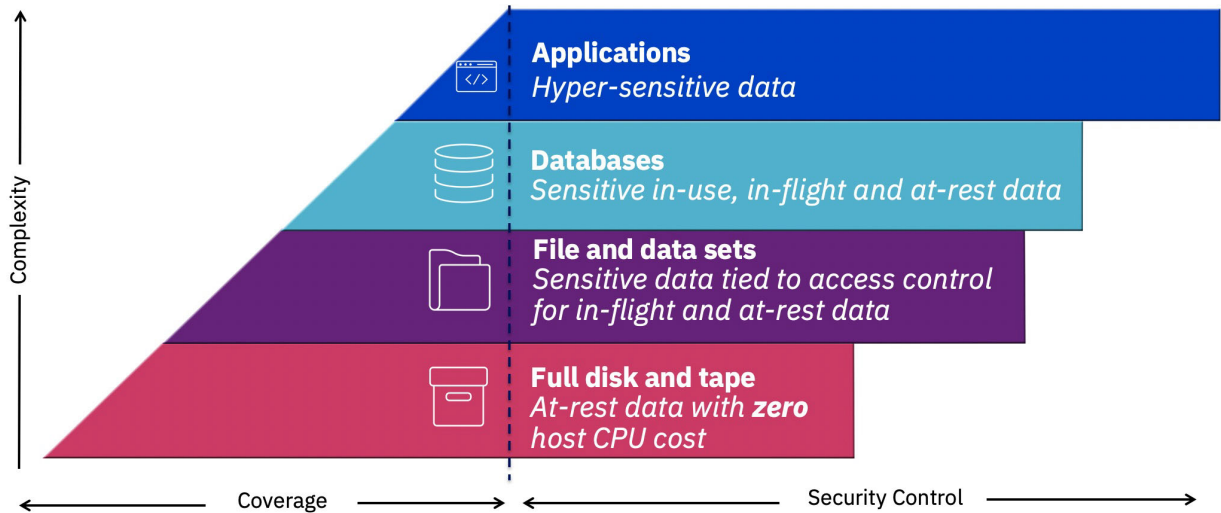 Applications
Hyper-sensitive data
</>
Databases
Sensitive in-use, in-flight and at-rest data
File and data sets
Sensitive data tied to access control
for in-flight and at-rest data
Full disk and tape
At-rest data with zero
host CPU cost
Complexity
Coverage
Security Control